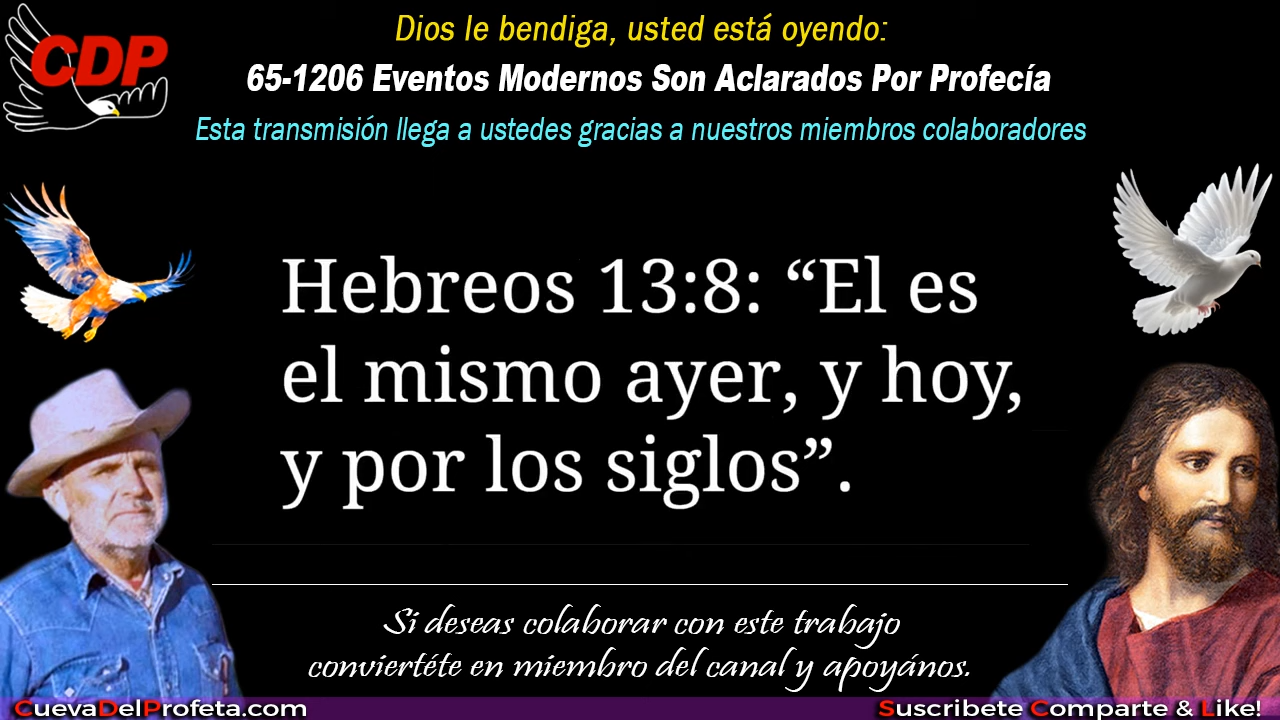 CDP
Dios le bendiga, usted está oyendo:
65-1206 Eventos Modernos Son Aclarados Por Profecía
Esta transmisión llega a ustedes gracias a nuestros miembros colaboradores
Hebreos 13:8: “El es
el mismo ayer, y hoy,
y por los siglos”.
Si deseas colaborar con este trabajo
conviertéte en miembro del canal y apoyános.
CuevaDelProfeta.com
Suscribete Comparte & Like!